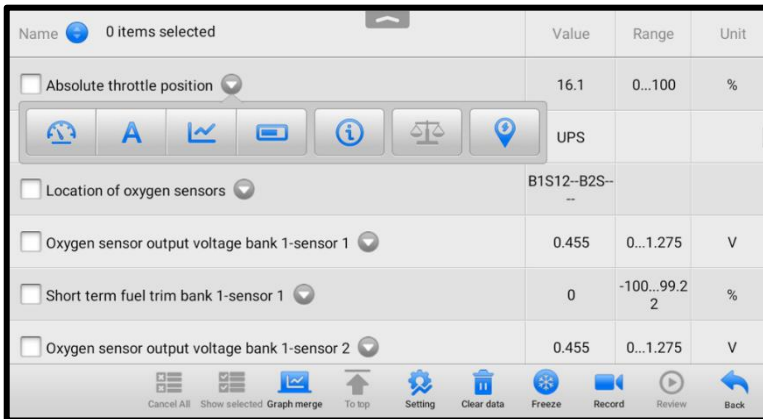 Name 0 items selected Value Range Unit
Absolute throttle position 16.1 0...100 %
A
UPS
Location of oxygen sensors B1S12--B2S--
--
Oxygen sensor output voltage bank 1-sensor 1 0.455 0...1.275 V
Short term fuel trim bank 1-sensor 1 0 -100...99.2
2 %
Oxygen sensor output voltage bank 1-sensor 2 0.455 0...1.275 V
Cancel All Show selected Graph merge To top Setting Clear data Freeze Record Review Back